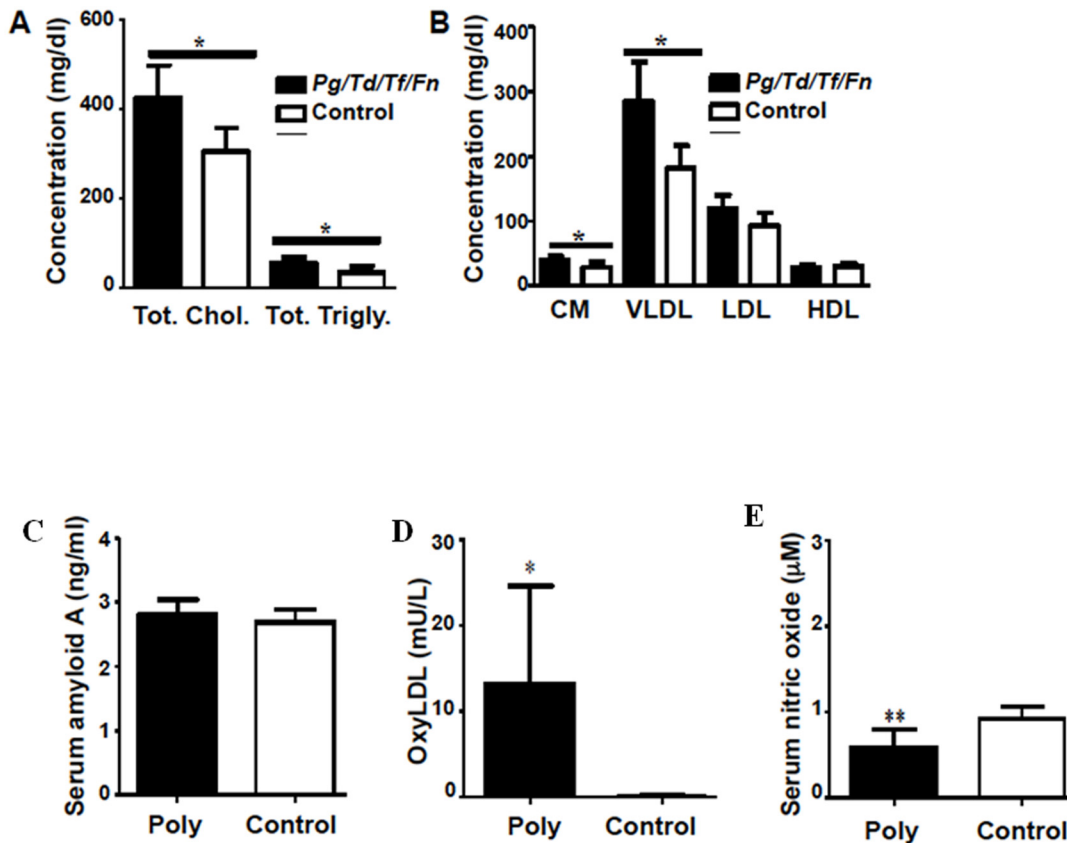 A
Concentration (mg/dl)
600
400
200
0
*
*
Pg/Td/Tf/Fn
Control
Tot. Chol.
Tot. Trigly.
B
Concentration (mg/dl)
400
300
200
100
0
*
*
Pg/Td/Tf/Fn
Control
CM
VLDL
LDL
HDL
C
Serum amyloid A (ng/ml)
4
3
2
1
0
Poly
Control
D
OxyLDL (mU/L)
30
20
10
0
*
Poly
Control
E
Serum nitric oxide (μM)
3
2
1
0
**
Poly
Control